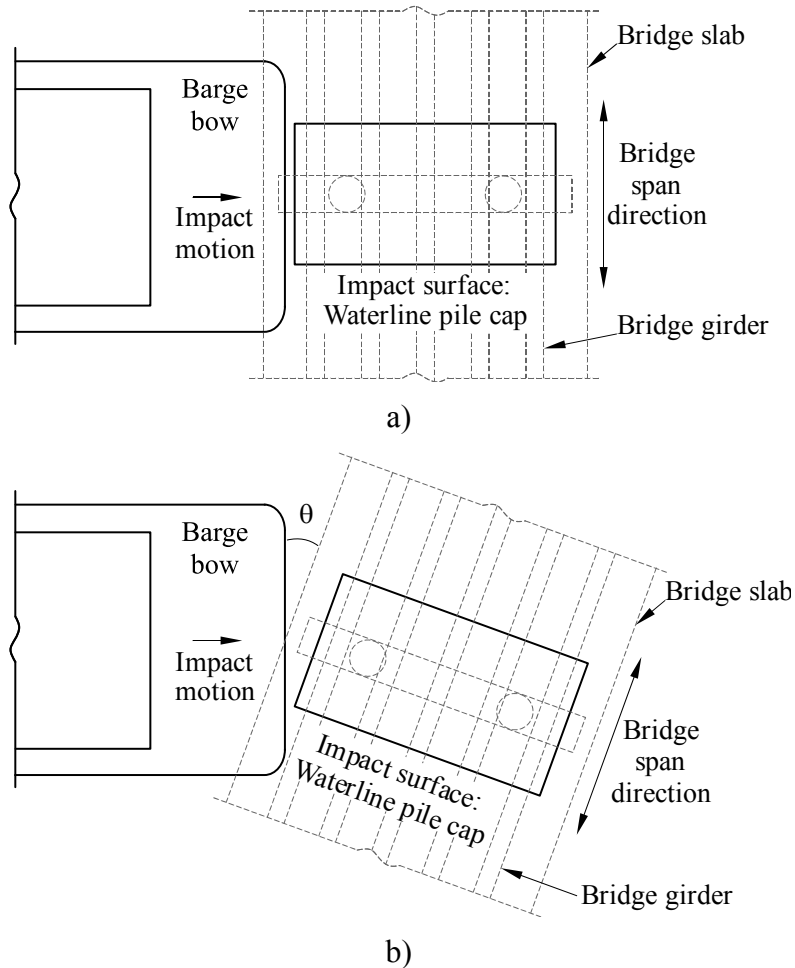 Bridge slab
Barge
bow
Bridge
span
direction
Impact
motion
Impact surface:
Waterline pile cap
Bridge girder
a)
θ
Barge
bow
Bridge slab
Impact
motion
Bridge
span
direction
Impact surface:
Waterline pile cap
Bridge girder
b)